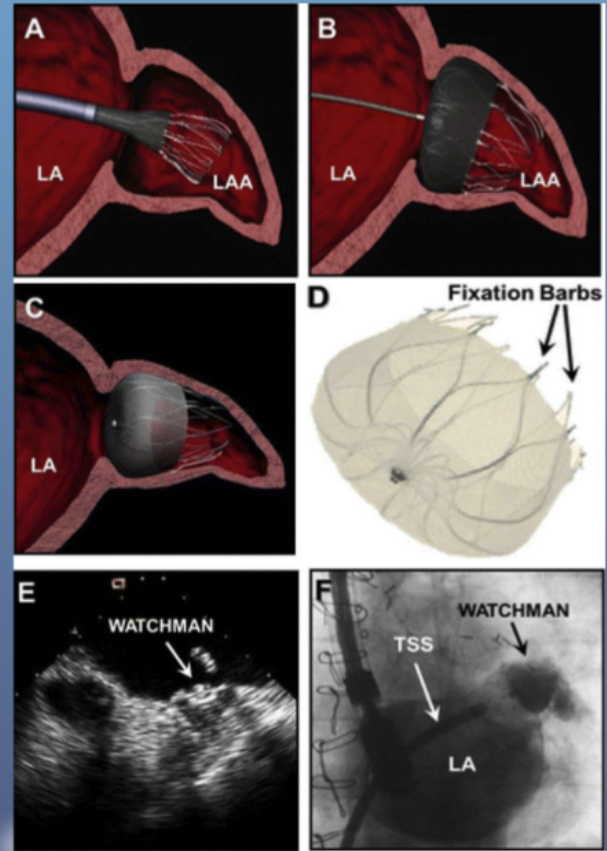 A
LA
LAA
B
LA
LAA
C
LA
D
Fixation Barbs
E
WATCHMAN
F
WATCHMAN
TSS
LA